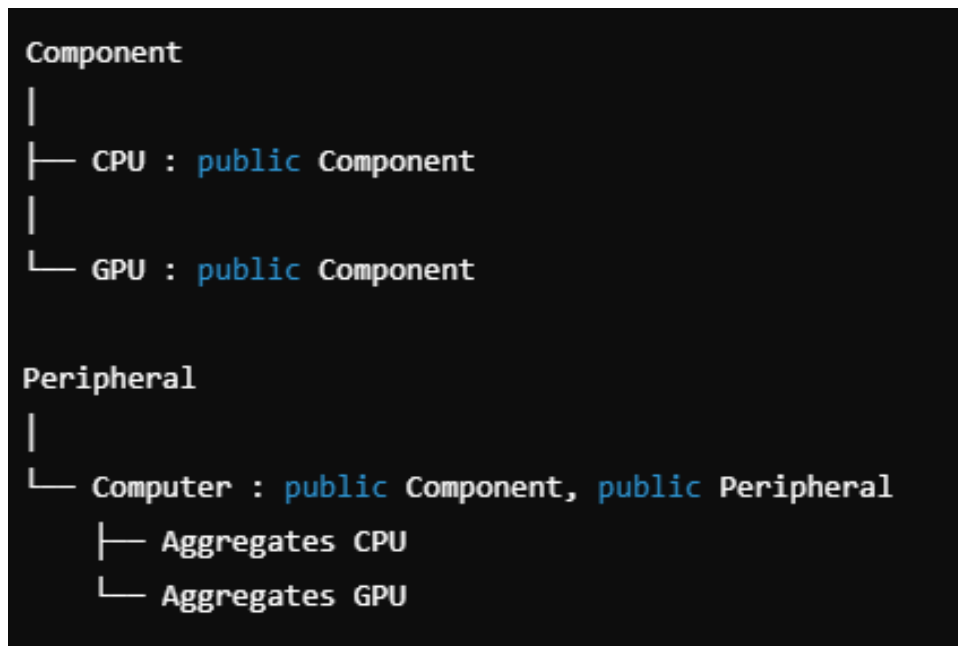 Component
│
├── CPU : public Component
│
└── GPU : public Component
Peripheral
│
└── Computer : public Component, public Peripheral
├── Aggregates CPU
└── Aggregates GPU